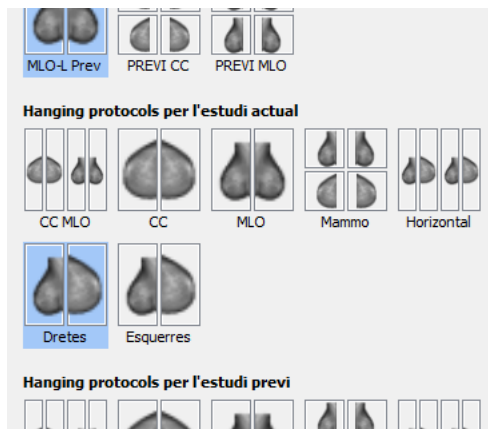 MLO-L Prev PREVI CC PREVI MLO
Hanging protocols per l'estudi actual
CC MLO CC MLO Mammo Horizontal
Dretes Esquerres
Hanging protocols per l'estudi previ